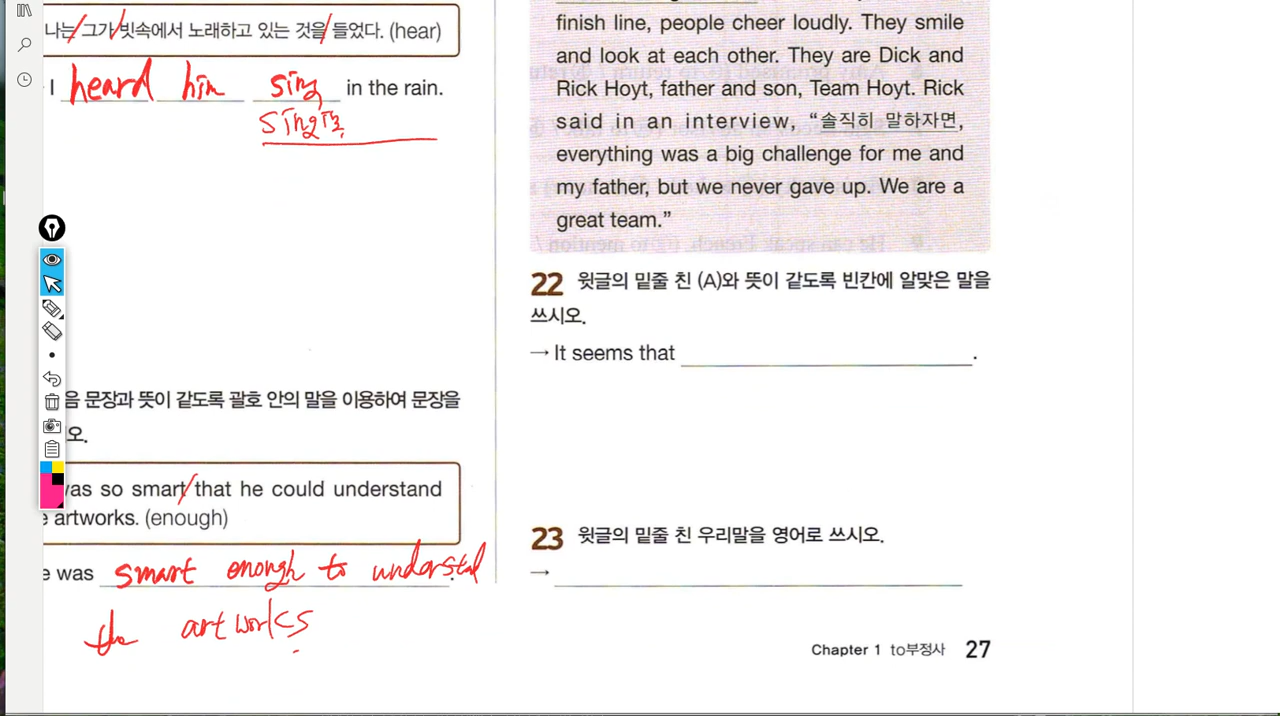 나는 그가 빗속에서 노래하고 있는 것을 들었다. (hear)
I heard him sing in the rain.
singing
음 문장과 뜻이 같도록 괄호 안의 말을 이용하여 문장을
오.
was so smart that he could understand
e artworks. (enough)
e was smart enough to understand.
the artworks
finish line, people cheer loudly. They smile
and look at each other. They are Dick and
Rick Hoyt, father and son, Team Hoyt. Rick
said in an interview, “솔직히 말하자면,
everything was a big challenge for me and
my father, but we never gave up. We are a
great team.”
22 윗글의 밑줄 친 (A)와 뜻이 같도록 빈칸에 알맞은 말을
쓰시오.
→ It seems that .
23 윗글의 밑줄 친 우리말을 영어로 쓰시오.
→
Chapter 1 to부정사 27